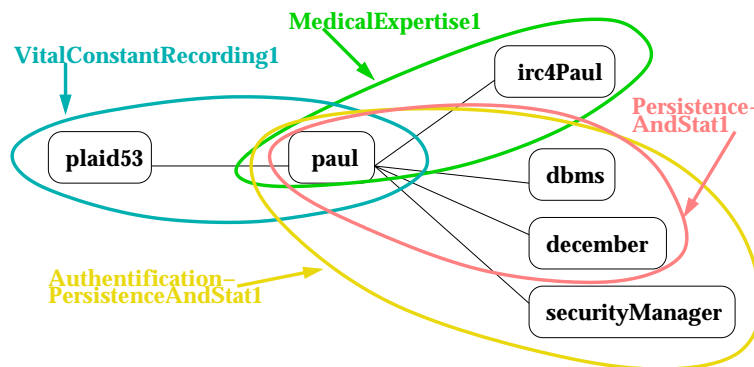 MedicalExpertise1
VitalConstantRecording1
irc4Paul
Persistence–
AndStat1
plaid53
paul
dbms
december
Authentification–
PersistenceAndStat1
securityManager